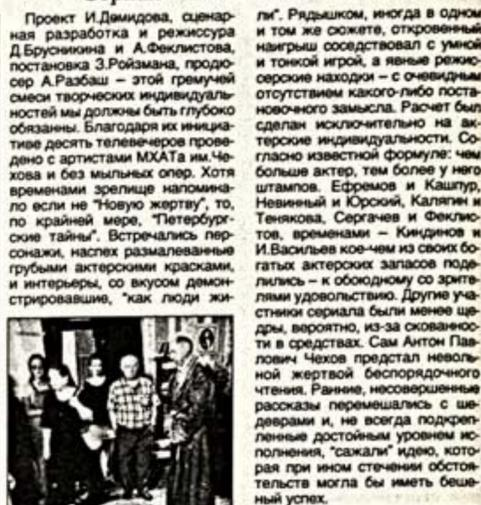 Проект И.Демидова, сценар-
ная разработка и режиссура
Д.Брусникина и А.Феклистова,
постановка З.Ройзмана, продю-
сер А.Разбаш – этой гремучей
смеси творческих индивидуаль-
ностей мы должны быть глубоко
обязанны. Благодаря их инициа-
тиве десять телевечеров прове-
дено с артистами МХАТа им.Че-
хова и без мыльных опер. Хотя
временами зрелище напомина-
ло если не "Новую жертву", то,
по крайней мере, "Петербург-
ские тайны". Встречались пер-
сонажи, наспех размалеванные
грубыми актерскими красками,
и интерьеры, со вкусом демон-
стрировавшие, "как люди жи-
ли". Рядышком, иногда в одном
и том же сюжете, откровенный
наигрыш соседствовал с умной
и тонкой игрой, а явные режис-
серские находки – с очевидным
отсутствием какого-либо поста-
новочного замысла. Расчет был
сделан исключительно на ак-
терские индивидуальности. Со-
гласно известной формуле: чем
больше актер, тем более у него
штампов. Ефремов и Кашпур,
Невинный и Юрский, Калягин и
Тенякова, Сергачев и Феклис-
тов, временами – Киндинов и
И.Васильев кое-чем из своих бо-
гатых актерских запасов поде-
лились – к обоюдному со зрите-
лями удовольствию. Другие уча-
стники сериала были менее ще-
дры, вероятно, из-за скованнос-
ти в средствах. Сам Антон Пав-
лович Чехов предстал неволь-
ной жертвой беспорядочного
чтения. Ранние, несовершенные
рассказы перемешались с ше-
деврами и, не всегда подкреп-
ленные достойным уровнем ис-
полнения, "сажали" идею, кото-
рая при ином стечении обстоя-
тельств могла бы иметь беше-
ный успех.